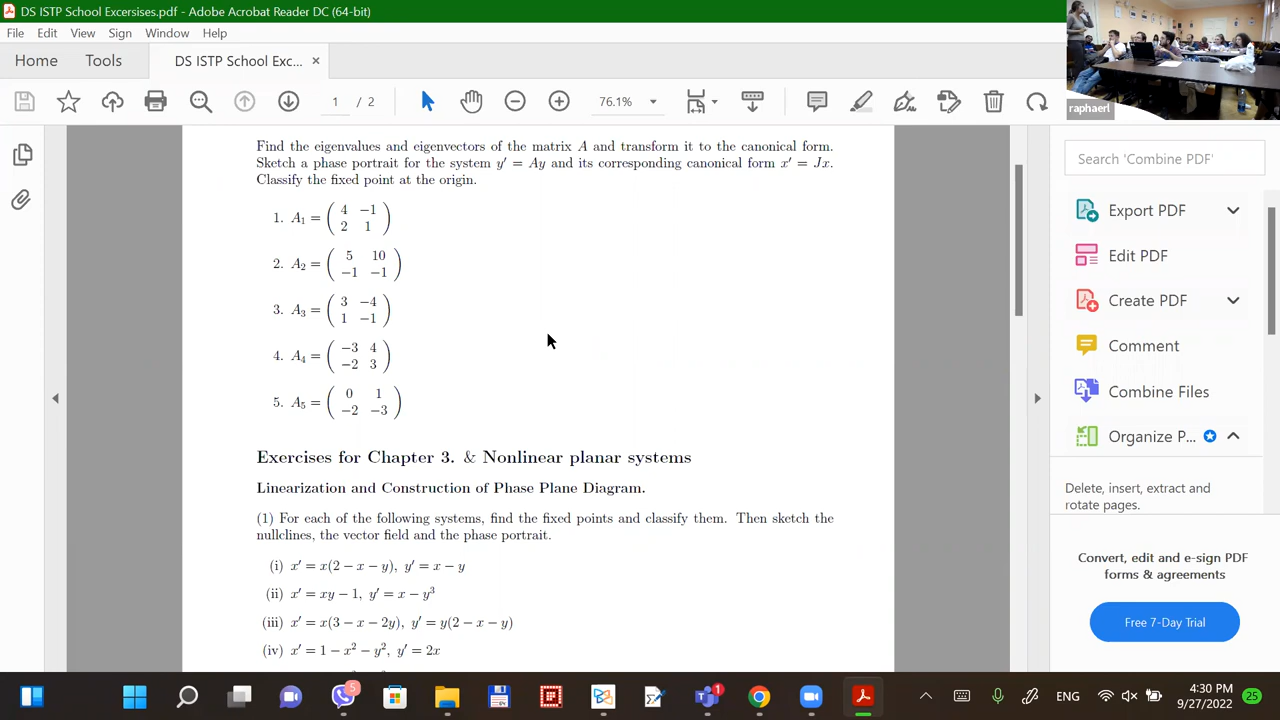 DS ISTP School Excersises.pdf - Adobe Acrobat Reader DC (64-bit)
File Edit View Sign Window Help
Home Tools DS ISTP School Exc... ×
1 / 2 76.1%
raphaerl
Find the eigenvalues and eigenvectors of the matrix A and transform it to the canonical form.
Sketch a phase portrait for the system y′ = Ay and its corresponding canonical form x′ = Jx.
Classify the fixed point at the origin.
1. A₁ = ( 4 −1
2 1 )
2. A₂ = ( 5 10
−1 −1 )
3. A₃ = ( 3 −4
1 −1 )
4. A₄ = ( −3 4
−2 3 )
5. A₅ = ( 0 1
−2 −3 )
Exercises for Chapter 3. & Nonlinear planar systems
Linearization and Construction of Phase Plane Diagram.
(1) For each of the following systems, find the fixed points and classify them. Then sketch the
nullclines, the vector field and the phase portrait.
(i) x′ = x(2 − x − y), y′ = x − y
(ii) x′ = xy − 1, y′ = x − y³
(iii) x′ = x(3 − x − 2y), y′ = y(2 − x − y)
(iv) x′ = 1 − x² − y², y′ = 2x
Search 'Combine PDF'
Export PDF
Edit PDF
Create PDF
Comment
Combine Files
Organize P...
Delete, insert, extract and
rotate pages.
Convert, edit and e-sign PDF
forms & agreements
Free 7-Day Trial
5 1 ENG 4:30 PM
9/27/2022 25